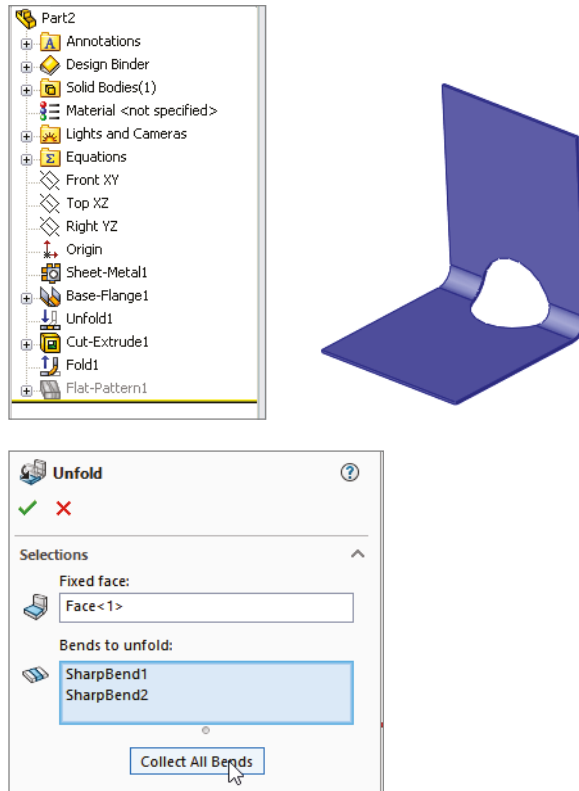 Part2
Annotations
Design Binder
Solid Bodies(1)
Material <not specified>
Lights and Cameras
Equations
Front XY
Top XZ
Right YZ
Origin
Sheet-Metal1
Base-Flange1
Unfold1
Cut-Extrude1
Fold1
Flat-Pattern1
Unfold
Selections
Fixed face:
Face<1>
Bends to unfold:
SharpBend1
SharpBend2
Collect All Bends